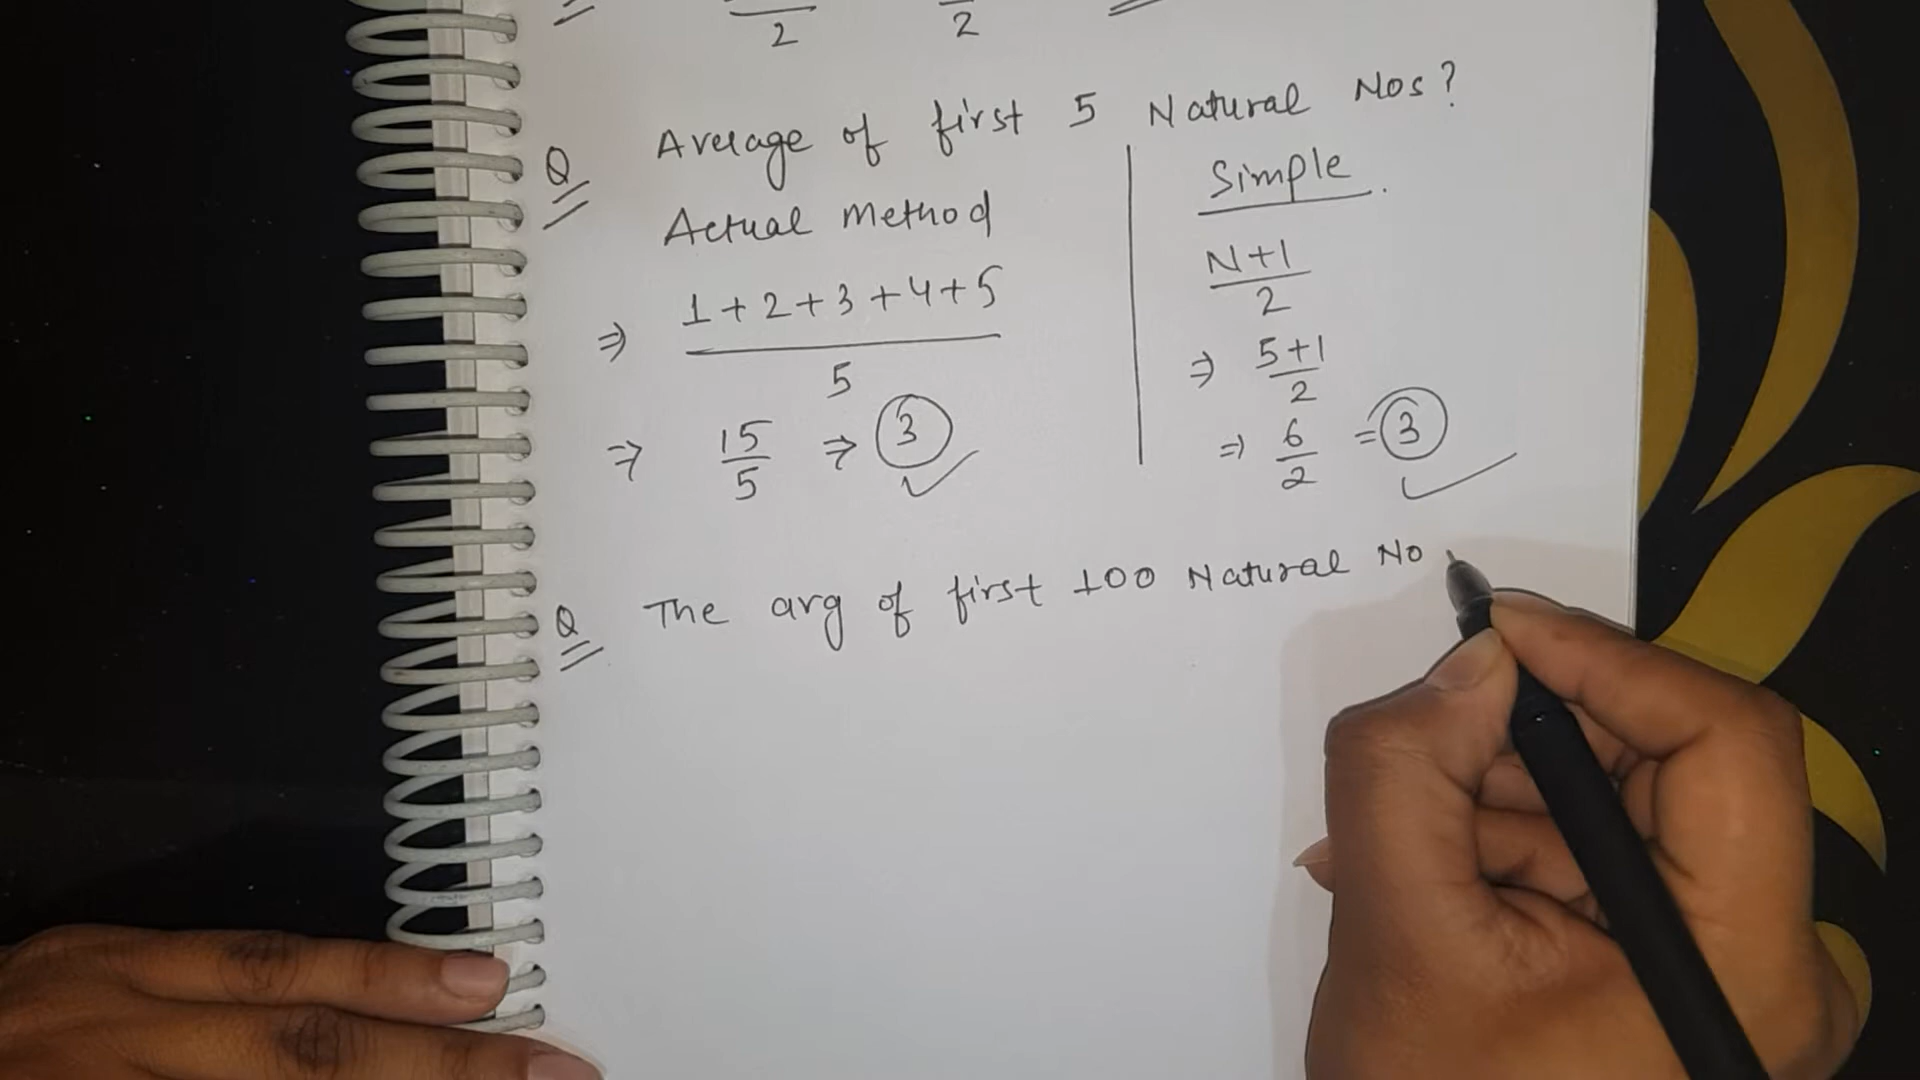 2 2
Q Average of first 5 Natural Nos?
Actual Method
⇒ 1+2+3+4+5
5
⇒ 15 ⇒ 3
5
Simple.
N+1
2
⇒ 5+1
2
⇒ 6 = 3
2
Q The avg of first 100 Natural No